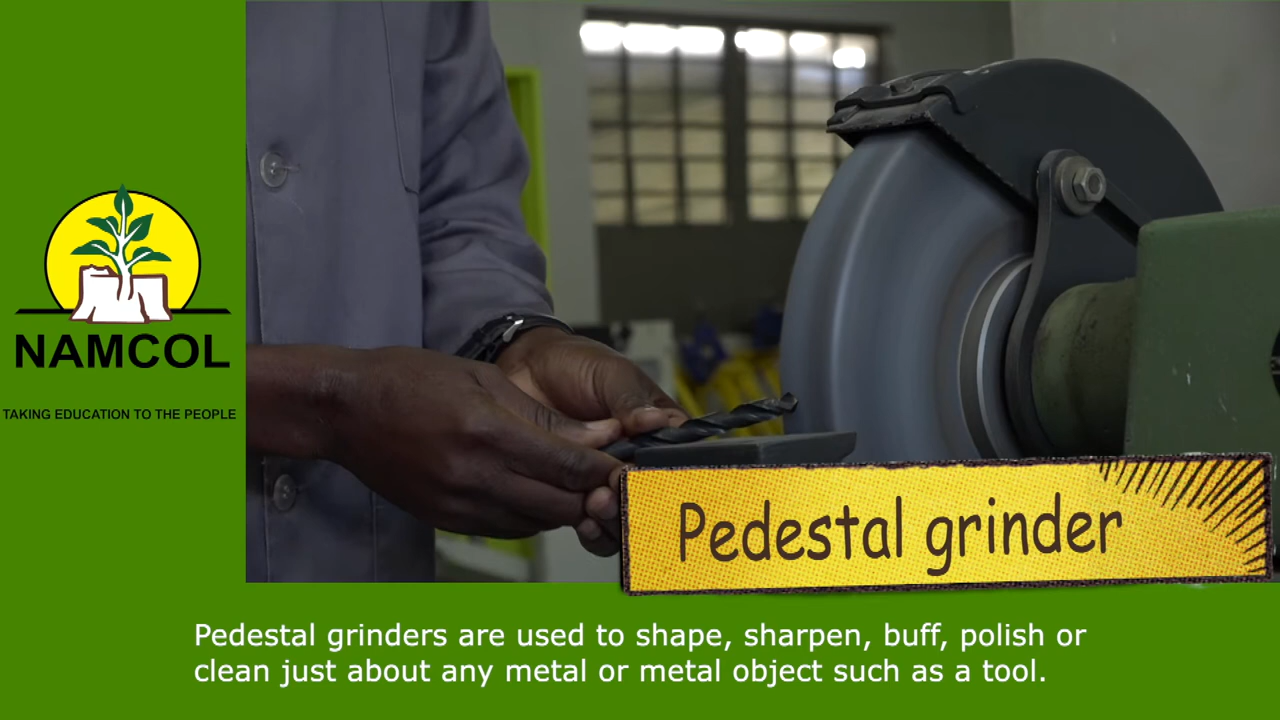 NAMCOL
TAKING EDUCATION TO THE PEOPLE
Pedestal grinder
Pedestal grinders are used to shape, sharpen, buff, polish or
clean just about any metal or metal object such as a tool.